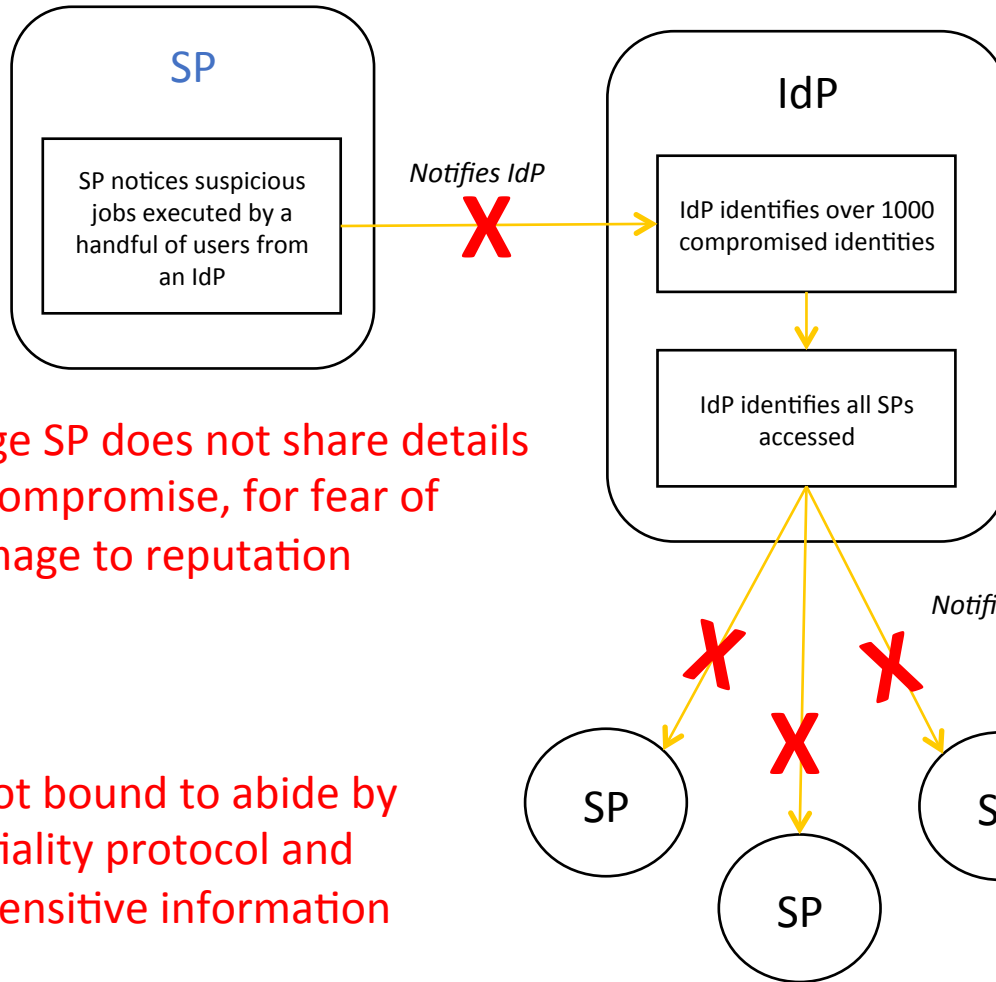 SP
SP notices suspicious
jobs executed by a
handful of users from
an IdP
Notifies IdP
X
IdP
IdP identifies over 1000
compromised identities
IdP identifies all SPs
accessed
ge SP does not share details
ompromise, for fear of
mage to reputation
Notifi
X
X
X
ot bound to abide by
tiality protocol and
ensitive information
SP
SP
S